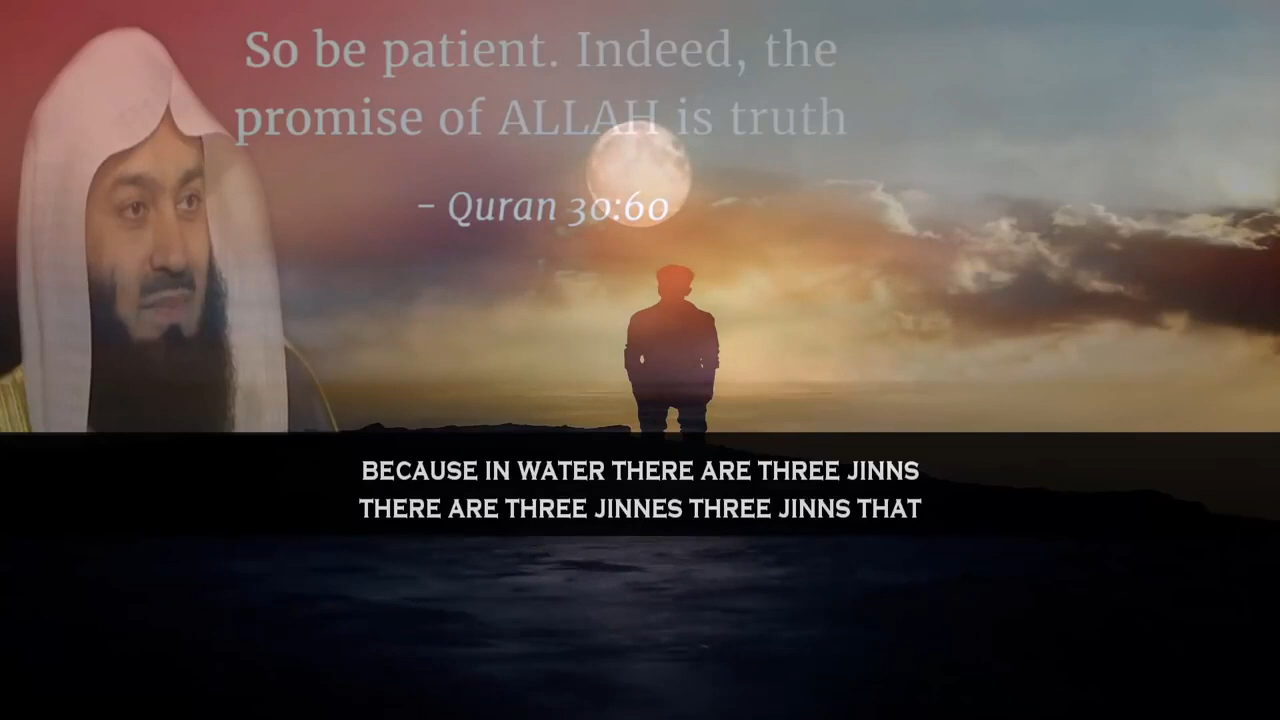 So be patient. Indeed, the
promise of ALLAH is truth
– Quran 30:60
BECAUSE IN WATER THERE ARE THREE JINNS
THERE ARE THREE JINNES THREE JINNS THAT